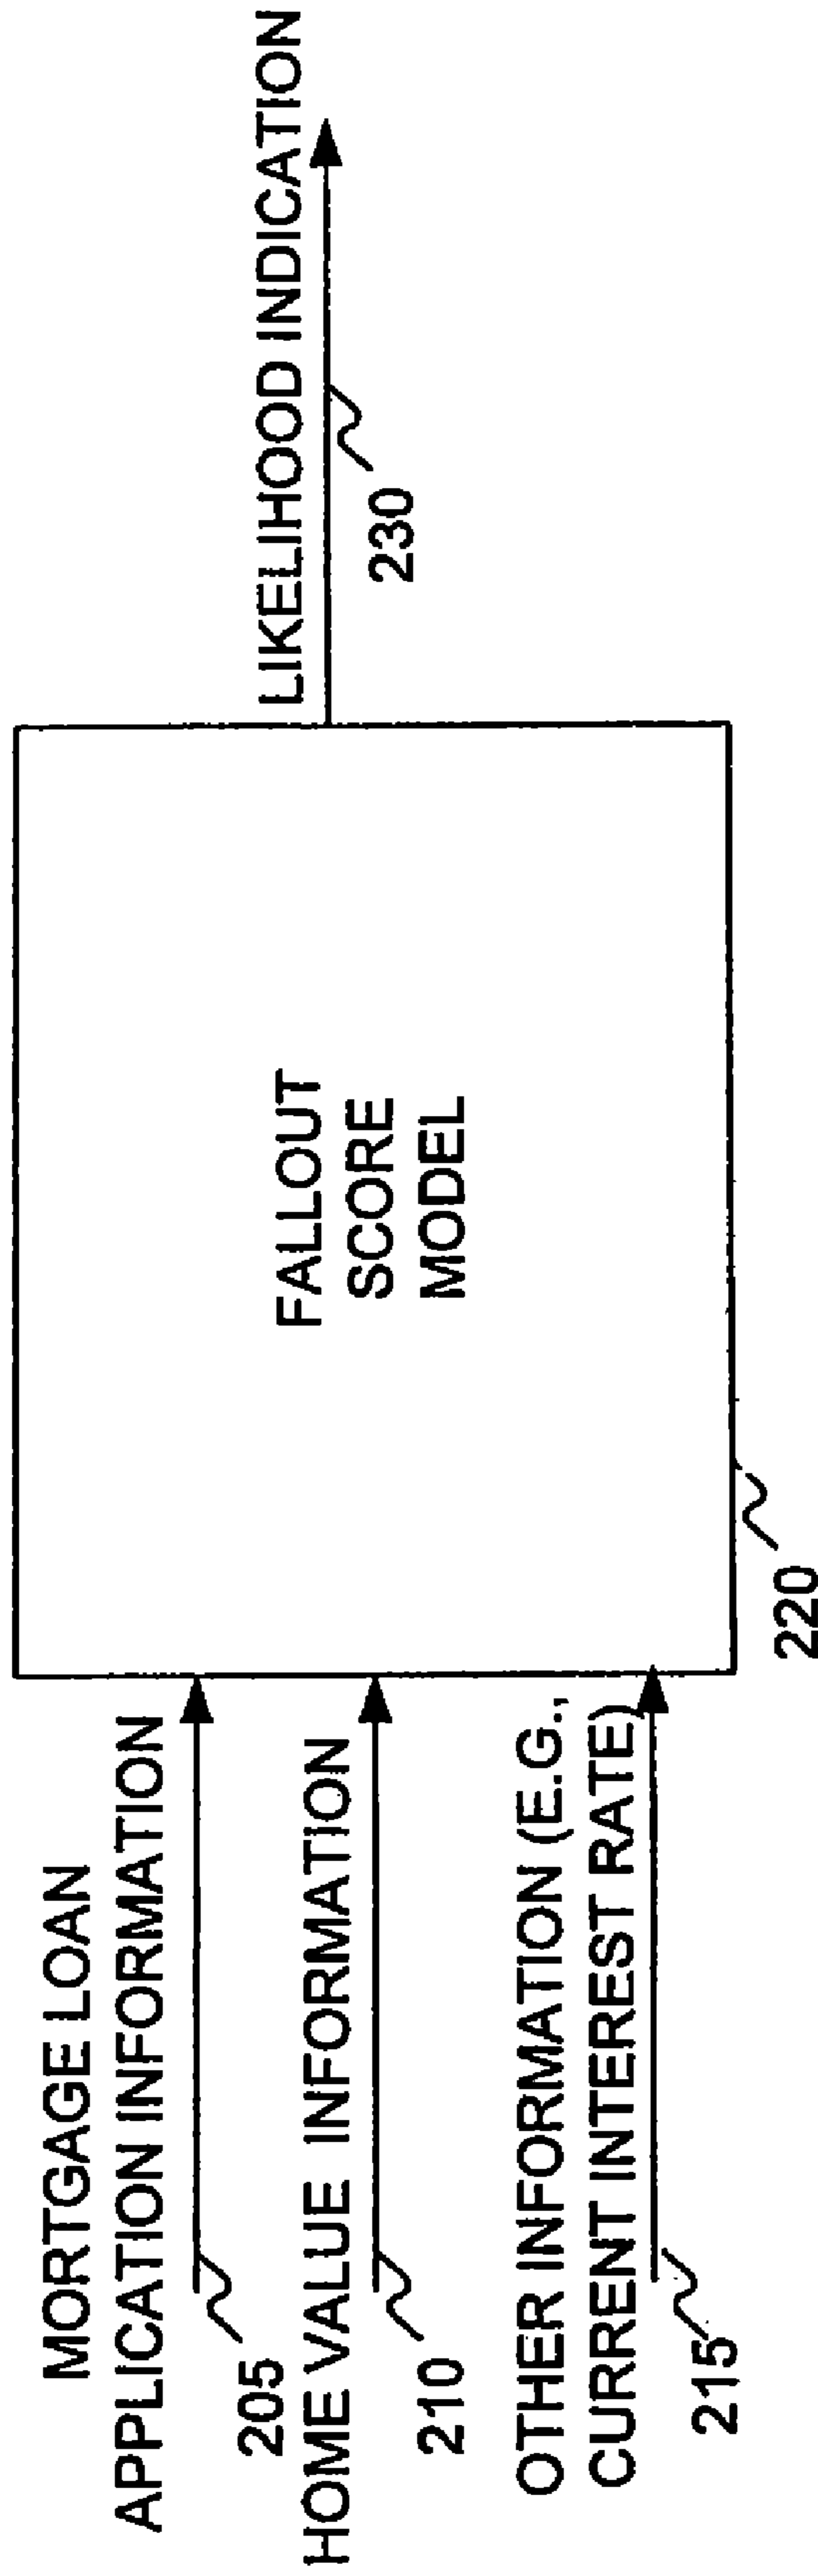 MORTGAGE LOAN
APPLICATION INFORMATION
205
HOME VALUE INFORMATION
210
OTHER INFORMATION (E.G.,
CURRENT INTEREST RATE)
215
FALLOUT
SCORE
MODEL
220
LIKELIHOOD INDICATION
230